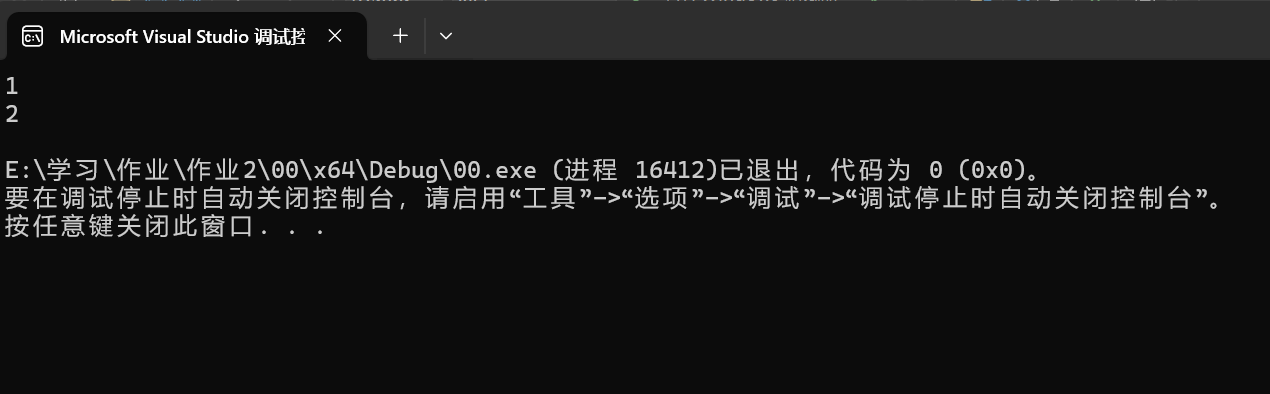 Microsoft Visual Studio 调试控
1
2
E:\学习\作业\作业2\00\x64\Debug\00.exe (进程 16412)已退出，代码为 0 (0x0)。
要在调试停止时自动关闭控制台，请启用“工具”->“选项”->“调试”->“调试停止时自动关闭控制台”。
按任意键关闭此窗口. . .